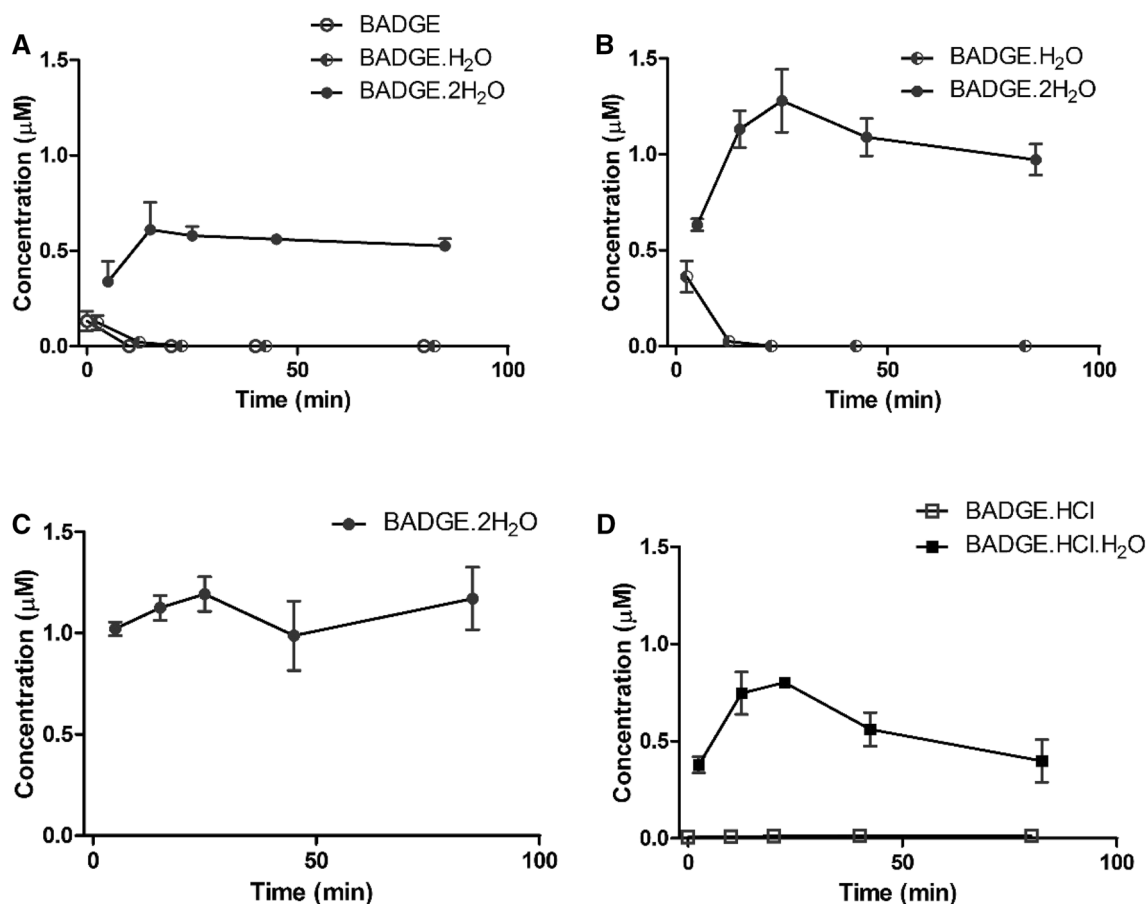 A
BADGE
BADGE.H₂O
BADGE.2H₂O
Concentration (μM)
1.5
1.0
0.5
0.0
0
50
100
Time (min)
B
BADGE.H₂O
BADGE.2H₂O
Concentration (μM)
1.5
1.0
0.5
0.0
0
50
100
Time (min)
C
BADGE.2H₂O
Concentration (μM)
1.5
1.0
0.5
0.0
0
50
100
Time (min)
D
BADGE.HCl
BADGE.HCl.H₂O
Concentration (μM)
1.5
1.0
0.5
0.0
0
50
100
Time (min)